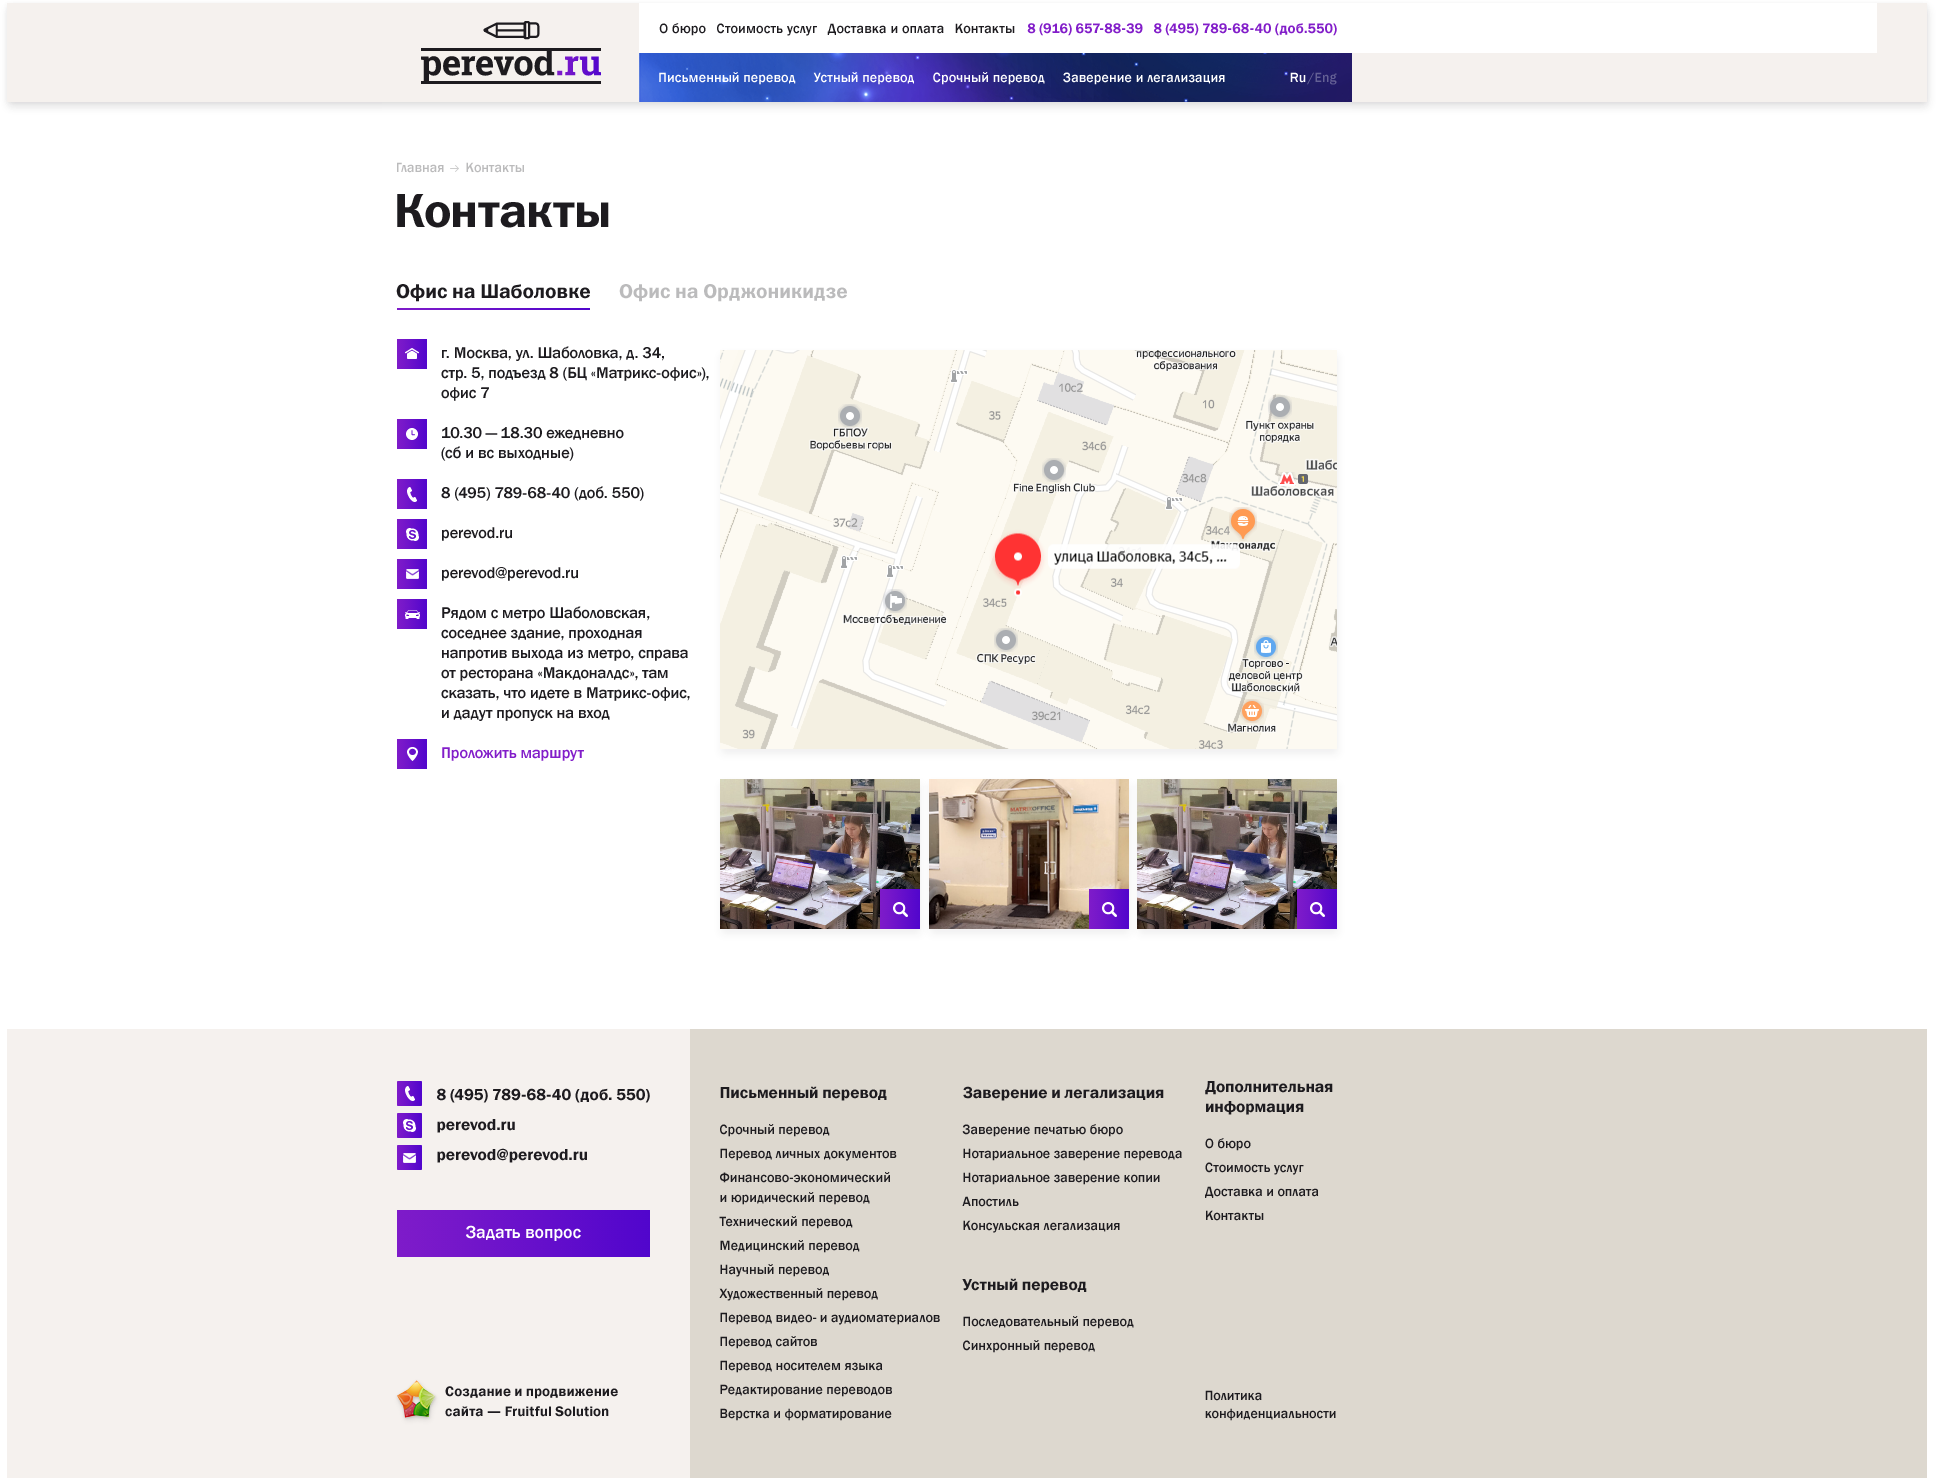 perevod.ru
О бюро Стоимость услуг Доставка и оплата Контакты 8 (916) 657-88-39 8 (495) 789-68-40 (доб.550)
Письменный перевод Устный перевод Срочный перевод Заверение и легализация Ru/Eng
Главная → Контакты
Контакты
Офис на Шаболовке Офис на Орджоникидзе
г. Москва, ул. Шаболовка, д. 34,
стр. 5, подъезд 8 (БЦ «Матрикс-офис»),
офис 7
10.30 — 18.30 ежедневно
(сб и вс выходные)
8 (495) 789-68-40 (доб. 550)
perevod.ru
perevod@perevod.ru
Рядом с метро Шаболовская,
соседнее здание, проходная
напротив выхода из метро, справа
от ресторана «Макдоналдс», там
сказать, что идете в Матрикс-офис,
и дадут пропуск на вход
Проложить маршрут
профессионального
образования
10с2
10
35
ГБПОУ
Воробьевы горы
Пункт охраны
порядка
34с6
Шабо
1
34с8
Fine English Club
Шаболовская
37с2
34с4
Макдоналдс
улица Шаболовка, 34с5, ...
34
34с5
Мосветсбъединение
СПК Ресурс
Торгово -
деловой центр
Шаболовский
34с2
39с21
Магнолия
39
34с3
MATRIXOFFICE
8 (495) 789-68-40 (доб. 550)
perevod.ru
perevod@perevod.ru
Задать вопрос
Создание и продвижение
сайта — Fruitful Solution
Письменный перевод
Срочный перевод
Перевод личных документов
Финансово-экономический
и юридический перевод
Технический перевод
Медицинский перевод
Научный перевод
Художественный перевод
Перевод видео- и аудиоматериалов
Перевод сайтов
Перевод носителем языка
Редактирование переводов
Верстка и форматирование
Заверение и легализация
Заверение печатью бюро
Нотариальное заверение перевода
Нотариальное заверение копии
Апостиль
Консульская легализация
Устный перевод
Последовательный перевод
Синхронный перевод
Дополнительная
информация
О бюро
Стоимость услуг
Доставка и оплата
Контакты
Политика
конфиденциальности